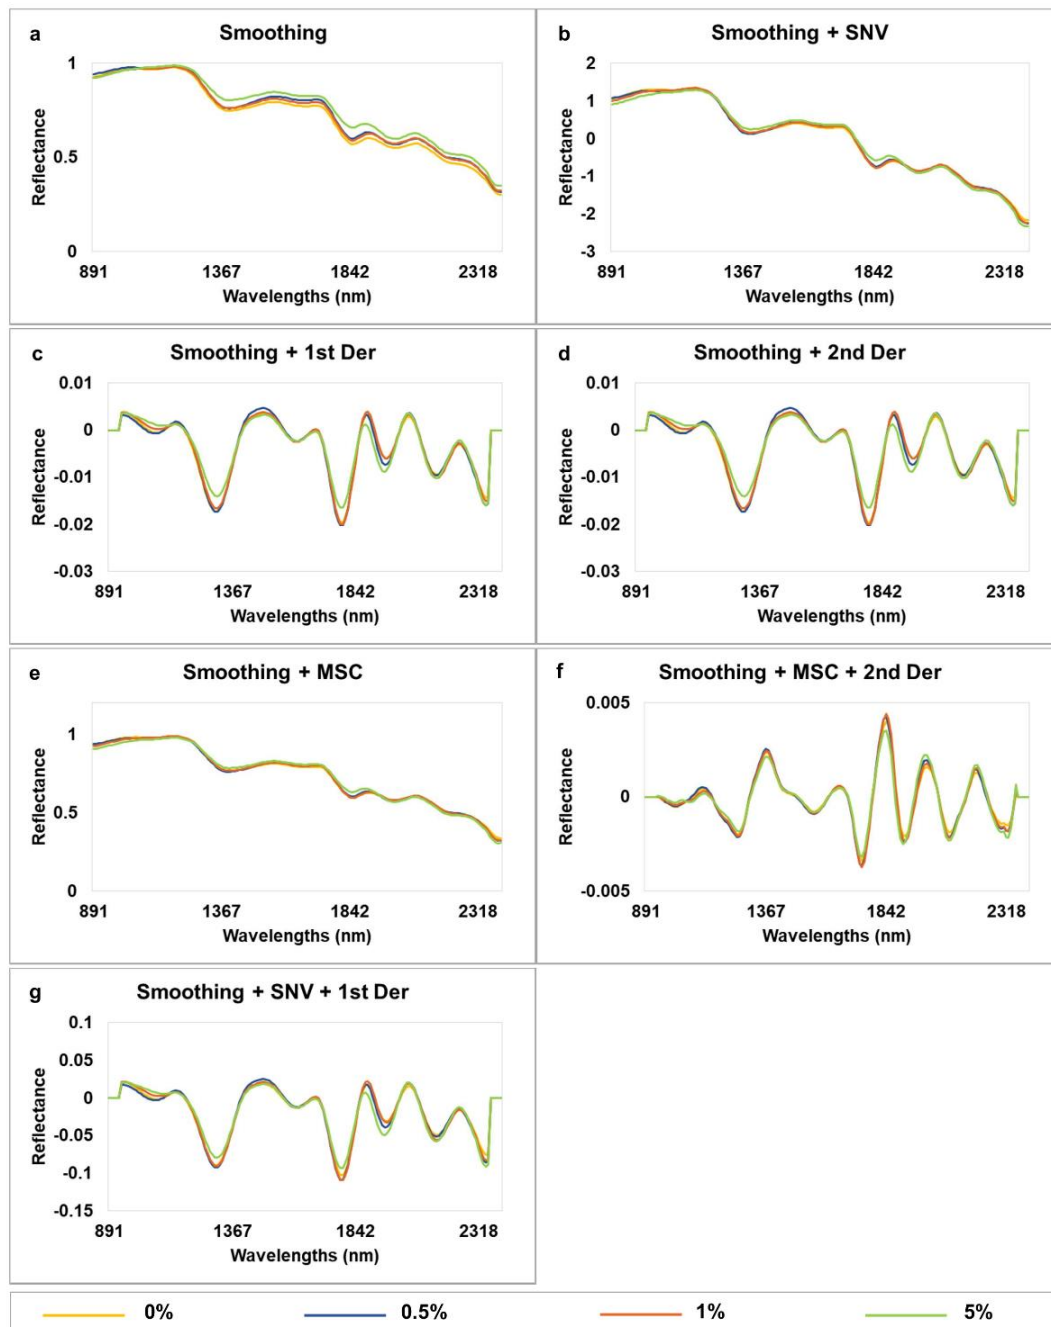 a
Smoothing
1
0.5
0
Reflectance
891 1367 1842 2318
Wavelengths (nm)
b
Smoothing + SNV
2
1
0
-1
-2
-3
Reflectance
891 1367 1842 2318
Wavelengths (nm)
c
Smoothing + 1st Der
0.01
0
-0.01
-0.02
-0.03
Reflectance
891 1367 1842 2318
Wavelengths (nm)
d
Smoothing + 2nd Der
0.01
0
-0.01
-0.02
-0.03
Reflectance
891 1367 1842 2318
Wavelengths (nm)
e
Smoothing + MSC
1
0.5
0
Reflectance
891 1367 1842 2318
Wavelengths (nm)
f
Smoothing + MSC + 2nd Der
0.005
0
-0.005
Reflectance
891 1367 1842 2318
Wavelengths (nm)
g
Smoothing + SNV + 1st Der
0.1
0.05
0
-0.05
-0.1
-0.15
Reflectance
891 1367 1842 2318
Wavelengths (nm)
0% 0.5% 1% 5%